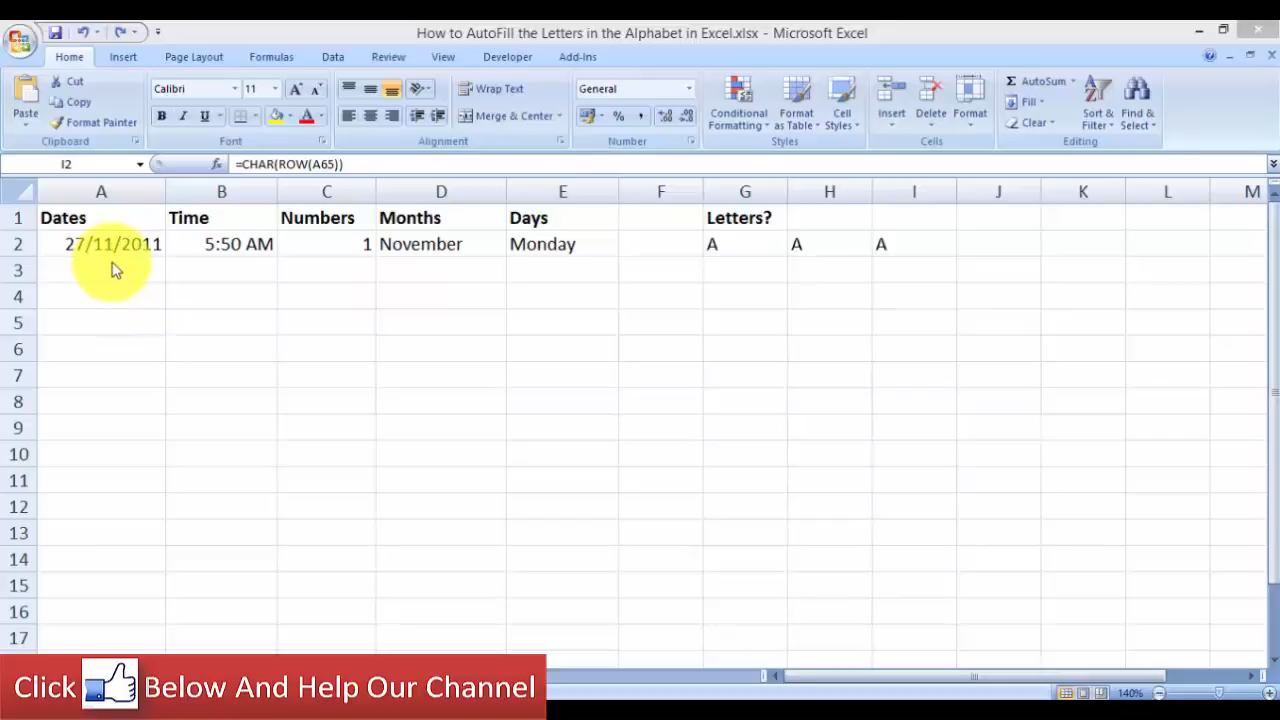 How to AutoFill the Letters in the Alphabet in Excel.xlsx - Microsoft Excel
Home Insert Page Layout Formulas Data Review View Developer Add-Ins
Cut Calibri 11 A A Wrap Text General AutoSum
Paste Copy Conditional Formatting Format as Table Cell Styles Insert Delete Format Fill Sort & Filter Find & Select
Format Painter B I U A Merge & Center % , Clear
Clipboard Font Alignment Number Styles Cells Editing
I2 fx =CHAR(ROW(A65))
A B C D E F G H I J K L M
1 Dates Time Numbers Months Days Letters?
2 27/11/2011 5:50 AM 1 November Monday A A A
3
4
5
6
7
8
9
10
11
12
13
14
15
16
17
Click Below And Help Our Channel
140%